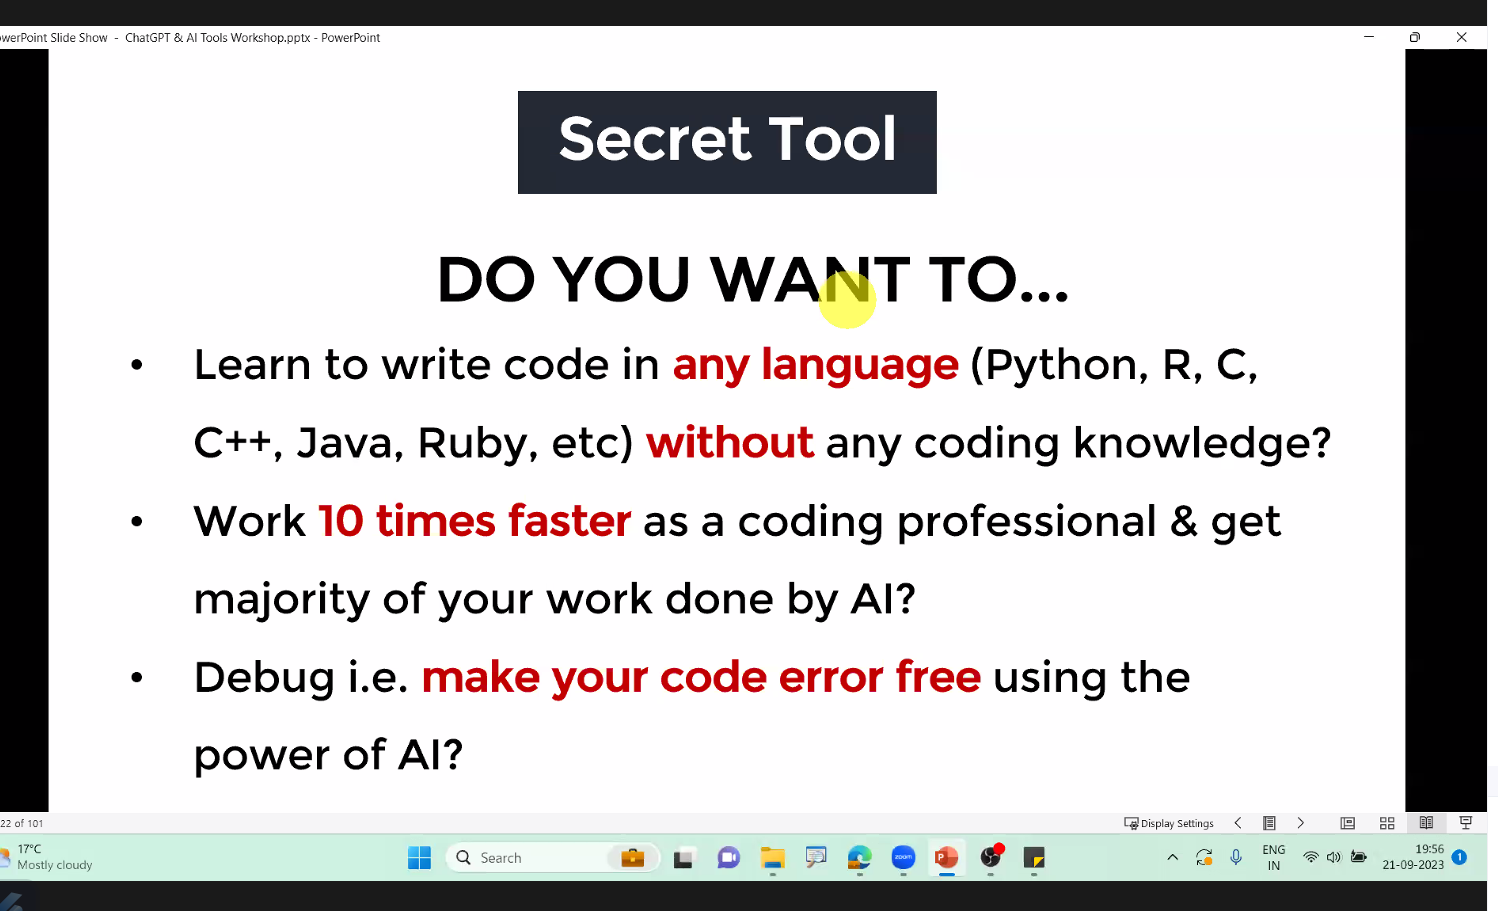 owerPoint Slide Show - ChatGPT & AI Tools Workshop.pptx - PowerPoint
Secret Tool
DO YOU WANT TO...
• Learn to write code in any language (Python, R, C,
C++, Java, Ruby, etc) without any coding knowledge?
• Work 10 times faster as a coding professional & get
majority of your work done by AI?
• Debug i.e. make your code error free using the
power of AI?
22 of 101
Display Settings
17°C
Mostly cloudy
Search
zoom
P
ENG
IN
19:56
21-09-2023
1